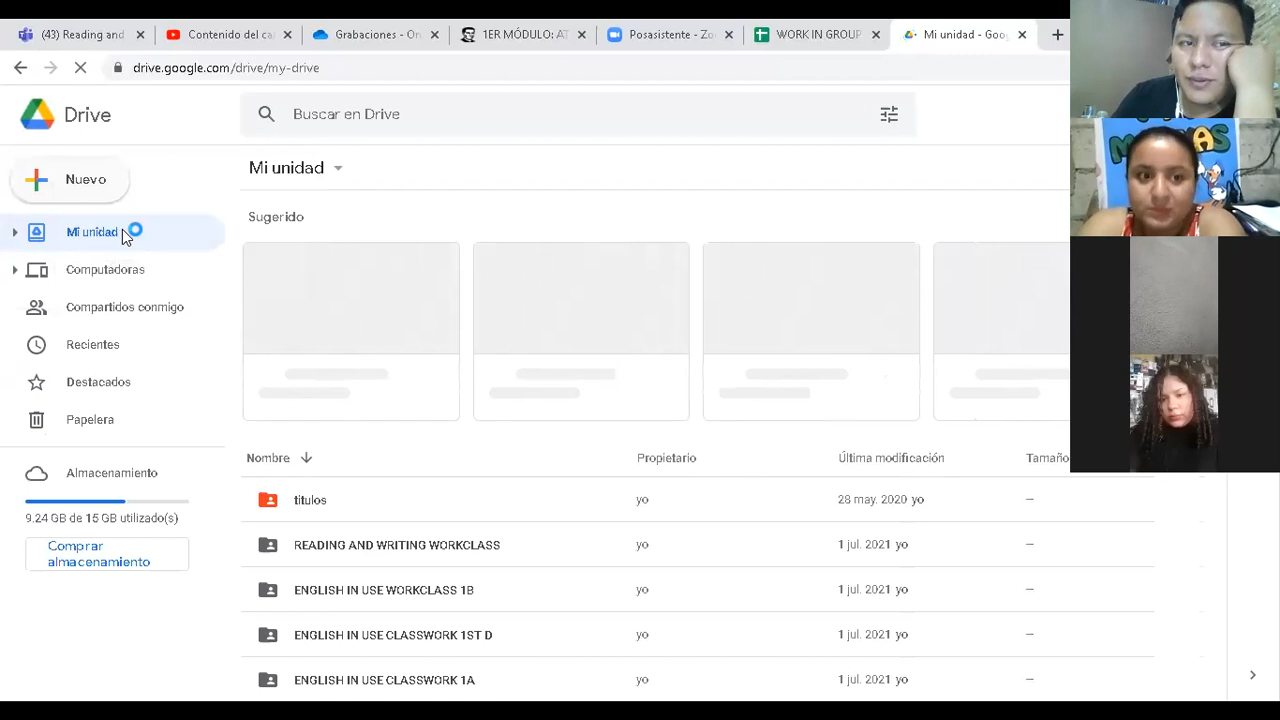 (43) Reading and
Contenido del ca
Grabaciones - On
1ER MÓDULO: AT
Posasistente - Zo
WORK IN GROUP
Mi unidad - Goo
drive.google.com/drive/my-drive
Drive
Buscar en Drive
Nuevo
Mi unidad
Sugerido
Mi unidad
Computadoras
Compartidos conmigo
Recientes
Destacados
Papelera
Almacenamiento
9.24 GB de 15 GB utilizado(s)
Comprar
almacenamiento
Nombre Propietario Última modificación Tamaño
titulos yo 28 may. 2020 yo —
READING AND WRITING WORKCLASS yo 1 jul. 2021 yo —
ENGLISH IN USE WORKCLASS 1B yo 1 jul. 2021 yo —
ENGLISH IN USE CLASSWORK 1ST D yo 1 jul. 2021 yo —
ENGLISH IN USE CLASSWORK 1A yo 1 jul. 2021 yo —